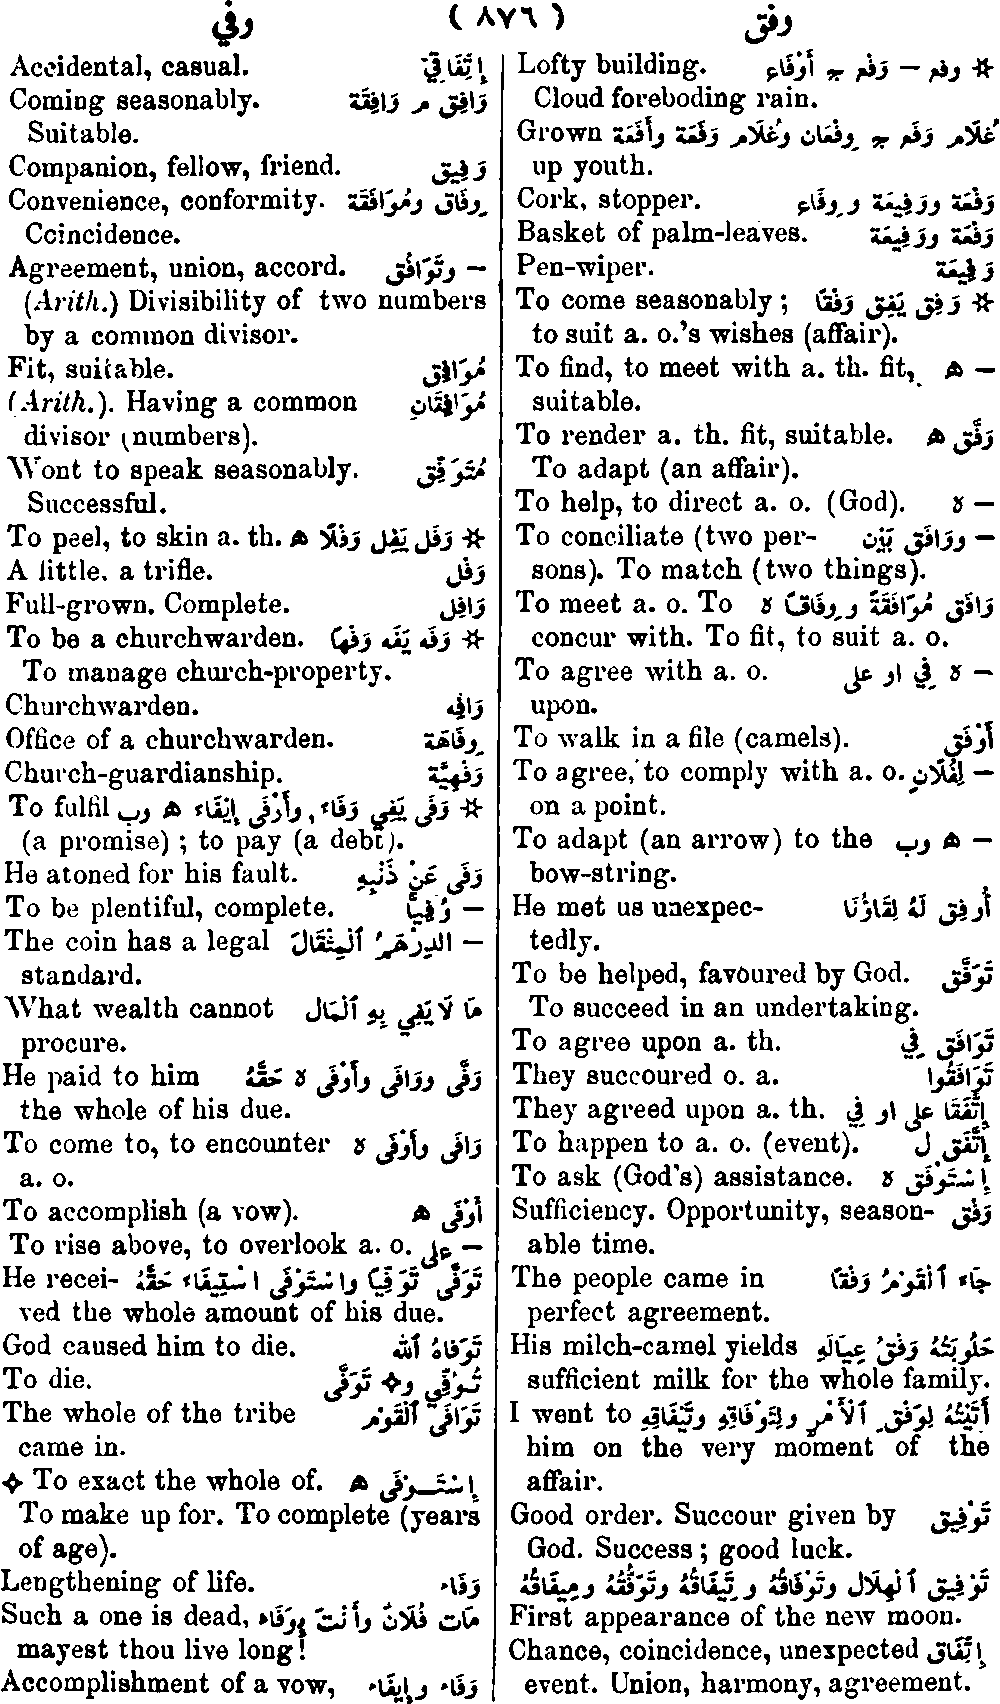 وفق ( ٨٧٦ ) وفي
Lofty building. ✲ وفع – وَفْع ج أَوْفَاع
Cloud foreboding rain.
Grown غُلَام وَفَع ج وِفْعَان وغُلَام وَفَعَة وأَفَعَة
up youth.
Cork, stopper. وَفْعَة ووَفِيعَة و وِفَاع
Basket of palm-leaves. وَفْعَة ووَفِيعَة
Pen-wiper. وَفِيعَة
To come seasonably ; ✲ وَفِق يَفِق وَفْقًا
to suit a. o.'s wishes (affair).
To find, to meet with a. th. fit, – ه
suitable.
To render a. th. fit, suitable. وَفَّق ه
To adapt (an affair).
To help, to direct a. o. (God). – ه
To conciliate (two per- – ووَافَق بَيْن
sons). To match (two things).
To meet a. o. To وَافَق مُوَافَقَةً و وِفَاقًا ه
concur with. To fit, to suit a. o.
To agree with a. o. – ه في او على
upon.
To walk in a file (camels). أَوْفَق
To agree, to comply with a. o. – لِفُلَانٍ
on a point.
To adapt (an arrow) to the – ه وب
bow-string.
He met us unexpec- أُوفِق لَهُ لِقَاؤُنَا
tedly.
To be helped, favoured by God. تَوَفَّق
To succeed in an undertaking.
To agree upon a. th. تَوَافَق فِي
They succoured o. a. تَوَافَقُوا
They agreed upon a. th. إِتَّفَقَا على او في
To happen to a. o. (event). إِتَّفَق ل
To ask (God's) assistance. إِسْتَوْفَق ه
Sufficiency. Opportunity, season- وَفْق
able time.
The people came in جَاء ٱلْقَوْمُ وَفْقًا
perfect agreement.
His milch-camel yields حَلُوبَتُهُ وَفْقُ عِيَالِهِ
sufficient milk for the whole family.
I went to أَتَيْتُهُ لِوَفْقِ ٱلْأَمْرِ ولِتَوْفَاقِهِ وتِيفَاقِهِ
him on the very moment of the
affair.
Good order. Succour given by تَوْفِيق
God. Success ; good luck.
تَوْفِيق ٱلْهِلَال وتَوْفَاقُهُ و تِيفَاقُهُ وتَوَفُّقُهُ ومِيفَاقُهُ
First appearance of the new moon.
Chance, coincidence, unexpected إِتِّفَاق
event. Union, harmony, agreement.
Accidental, casual. إِتِّفَاقِيّ
Coming seasonably. وَافِق م وَافِقَة
Suitable.
Companion, fellow, friend. وَفِيق
Convenience, conformity. وِفَاق ومُوَافَقَة
Coincidence.
Agreement, union, accord. – وتَوَافُق
(Arith.) Divisibility of two numbers
by a common divisor.
Fit, suitable. مُوَافِق
(Arith.). Having a common مُوَافِقَانِ
divisor (numbers).
Wont to speak seasonably. مُتَوَفِّق
Successful.
To peel, to skin a. th. ✲ وَفَل يَفِل وَفْلًا ه
A little, a trifle. وَفْل
Full-grown. Complete. وَافِل
To be a churchwarden. ✲ وَفَه يَفَه وَفْهًا
To manage church-property.
Churchwarden. وَافِه
Office of a churchwarden. وِفَاهَة
Church-guardianship. وَفْهِيَّة
To fulfil ✲ وَفَى يَفِي وَفَاء, وأَوْفَى إِيْفَاء ه وب
(a promise) ; to pay (a debt).
He atoned for his fault. وَفَى عَنْ ذَنْبِهِ
To be plentiful, complete. – وُفِيًّا
The coin has a legal – الدِرْهَمُ ٱلْمِثْقَالَ
standard.
What wealth cannot مَا لَا يَفِي بِهِ ٱلْمَال
procure.
He paid to him وَفَّى ووَافَى وأَوْفَى ه حَقَّهُ
the whole of his due.
To come to, to encounter وَافَى وأَوْفَى ه
a. o.
To accomplish (a vow). أَوْفَى ه
To rise above, to overlook a. o. – على
He recei- تَوَفَّى تَوَفِّيًا واسْتَوْفَى اسْتِيفَاء حَقَّهُ
ved the whole amount of his due.
God caused him to die. تَوَفَّاهُ ٱلله
To die. تُوُفِّي و✧ تَوَفَّى
The whole of the tribe تَوَافَى ٱلْقَوْم
came in.
✧ To exact the whole of. إِسْتَوْفَى ه
To make up for. To complete (years
of age).
Lengthening of life. وَفَاء
Such a one is dead, مَات فُلَانٌ وأَنْتَ بِوَفَاء
mayest thou live long!
Accomplishment of a vow, وَفَاء وإِيفَاء